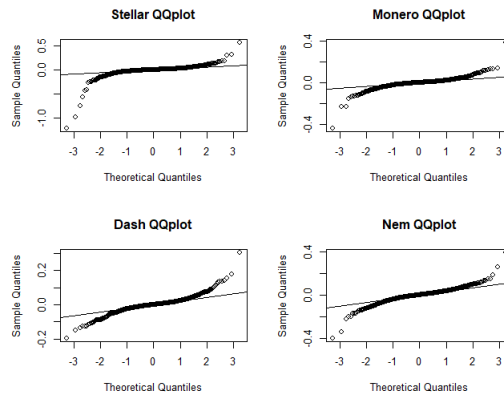 Stellar QQplot
Sample Quantiles
0.5
0.0
-1.0
-3 -2 -1 0 1 2 3
Theoretical Quantiles
Monero QQplot
Sample Quantiles
0.4
0.0
-0.4
-3 -2 -1 0 1 2 3
Theoretical Quantiles
Dash QQplot
Sample Quantiles
0.2
0.0
-0.2
-3 -2 -1 0 1 2 3
Theoretical Quantiles
Nem QQplot
Sample Quantiles
0.4
0.0
-0.4
-3 -2 -1 0 1 2 3
Theoretical Quantiles